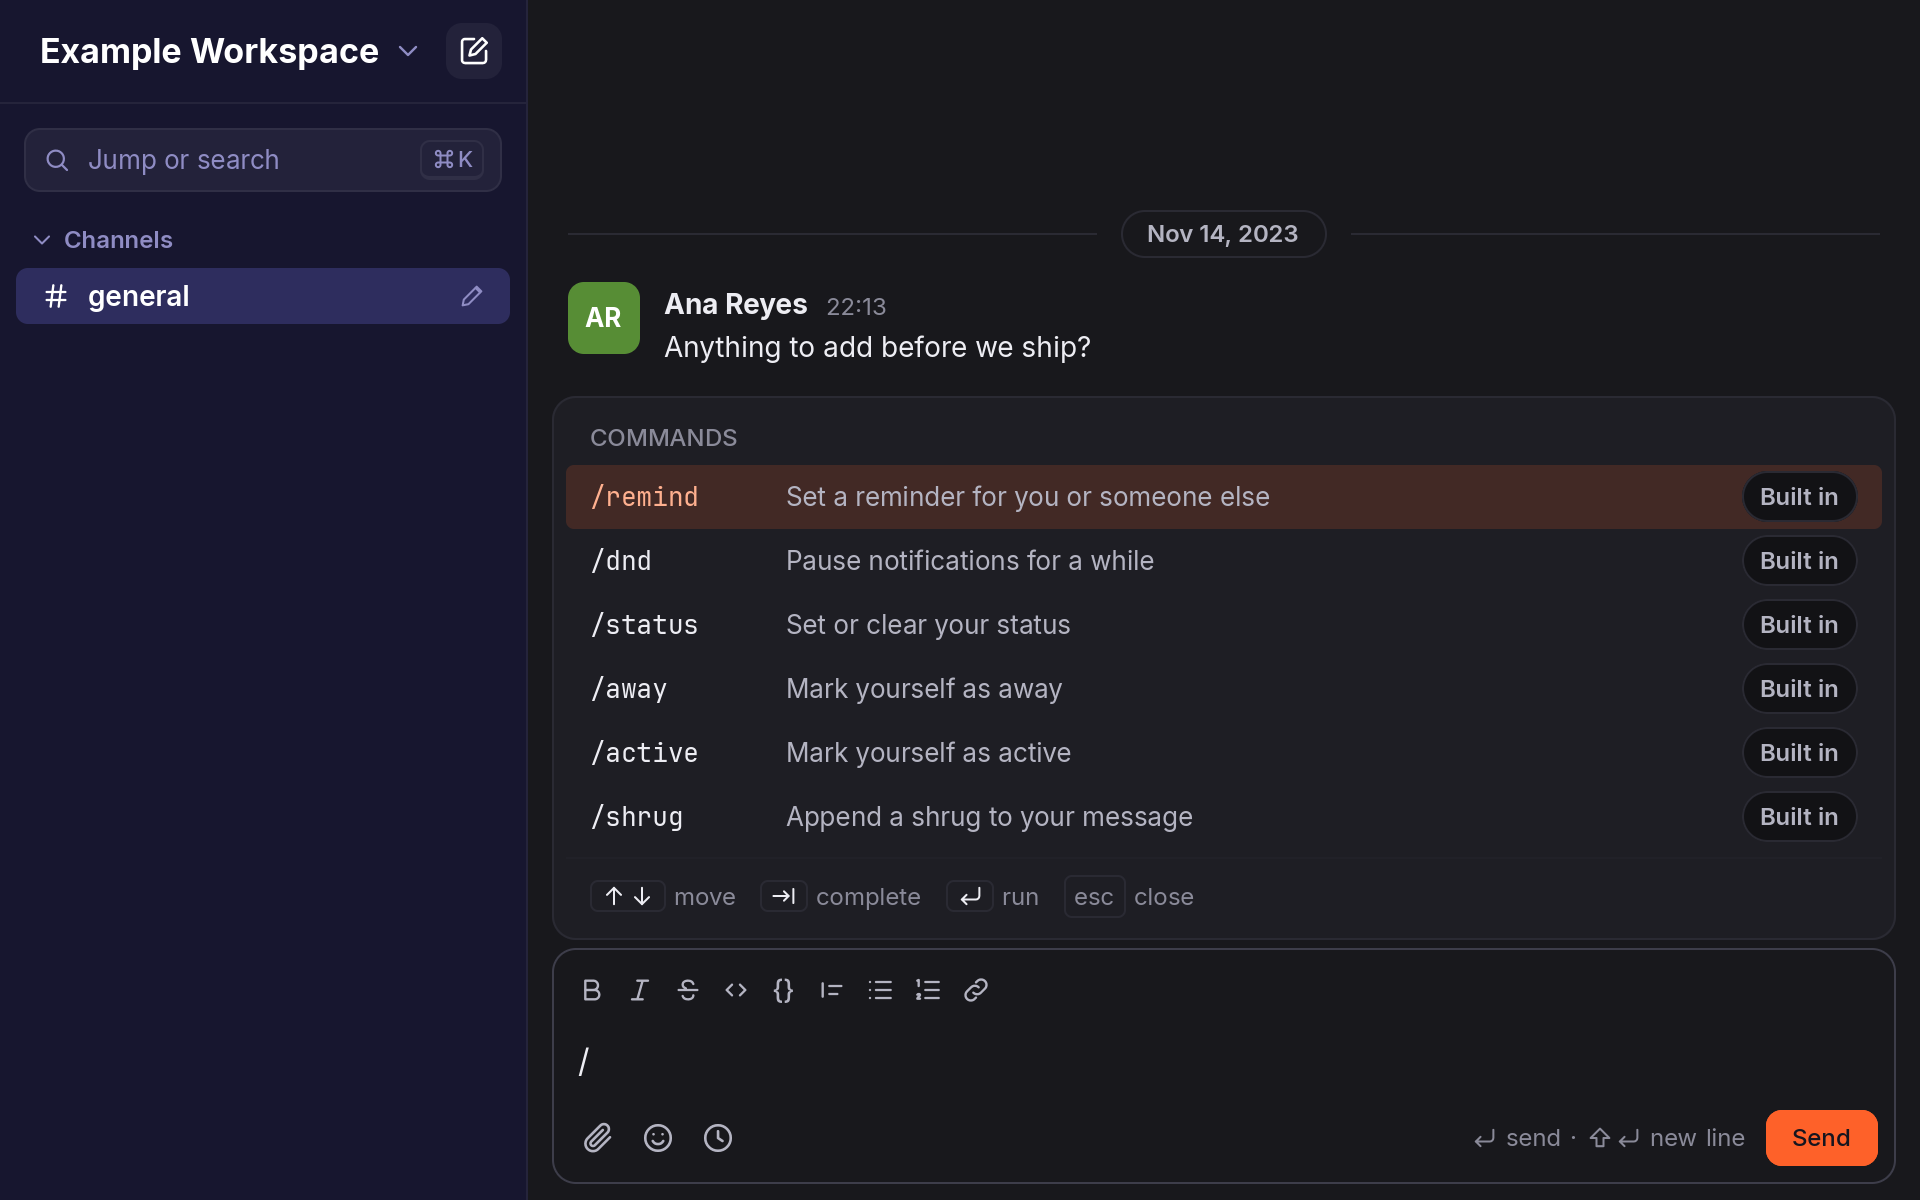 Example Workspace
Jump or search ⌘K
Channels
# general
Nov 14, 2023
AR
Ana Reyes 22:13
Anything to add before we ship?
COMMANDS
/remind Set a reminder for you or someone else Built in
/dnd Pause notifications for a while Built in
/status Set or clear your status Built in
/away Mark yourself as away Built in
/active Mark yourself as active Built in
/shrug Append a shrug to your message Built in
↑ ↓ move ⇥ complete ↵ run esc close
/
↵ send · ⇧ ↵ new line Send